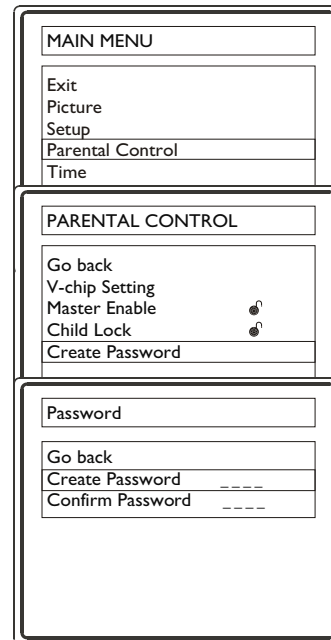 MAIN MENU
Exit
Picture
Setup
Parental Control
Time
PARENTAL CONTROL
Go back
V-chip Setting
Master Enable
Child Lock
Create Password
Password
Go back
Create Password _ _ _ _
Confirm Password _ _ _ _